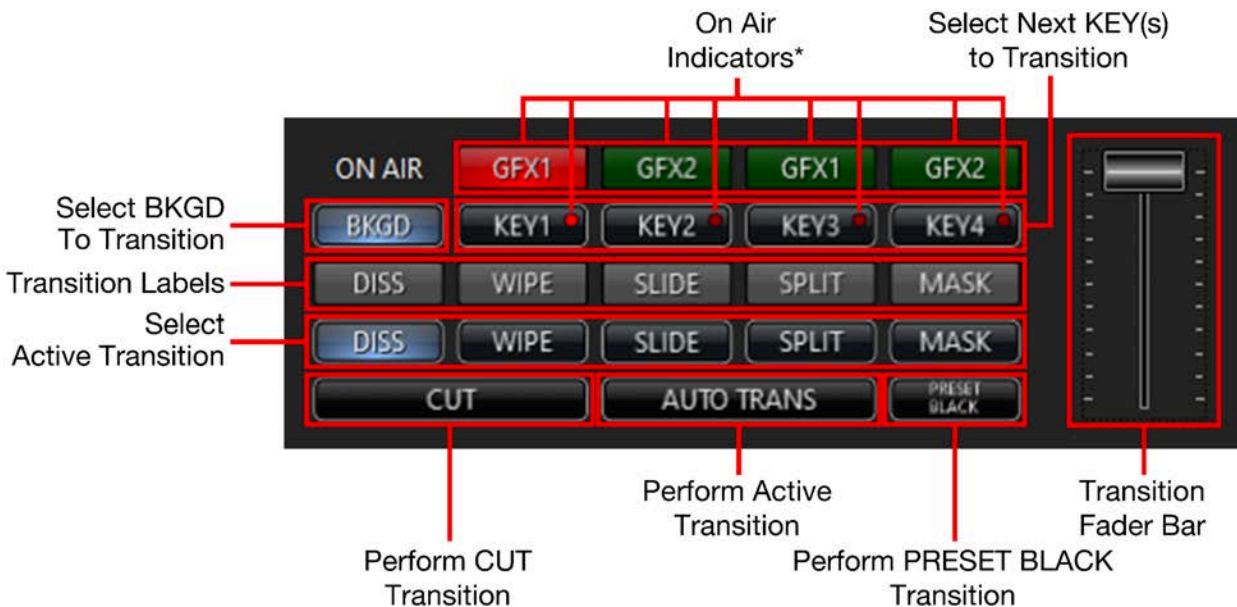 On Air
Indicators*
Select Next KEY(s)
to Transition
ON AIR GFX1 GFX2 GFX1 GFX2
Select BKGD
To Transition
BKGD KEY1 KEY2 KEY3 KEY4
Transition Labels
DISS WIPE SLIDE SPLIT MASK
Select
Active Transition
DISS WIPE SLIDE SPLIT MASK
CUT AUTO TRANS PRESET
BLACK
Perform Active
Transition
Transition
Fader Bar
Perform CUT
Transition
Perform PRESET BLACK
Transition